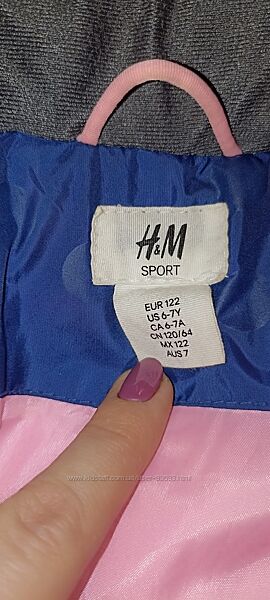 H&M
SPORT
EUR 122
US 6-7Y
CA 6-7A
CN 120/64
MX 122
AUS 7